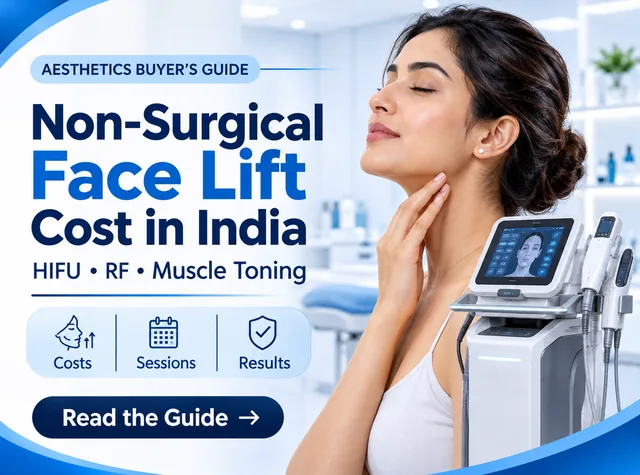 AESTHETICS BUYER'S GUIDE
Non-Surgical
Face Lift
Cost in India
HIFU • RF • Muscle Toning
Costs
Sessions
Results
Read the Guide →